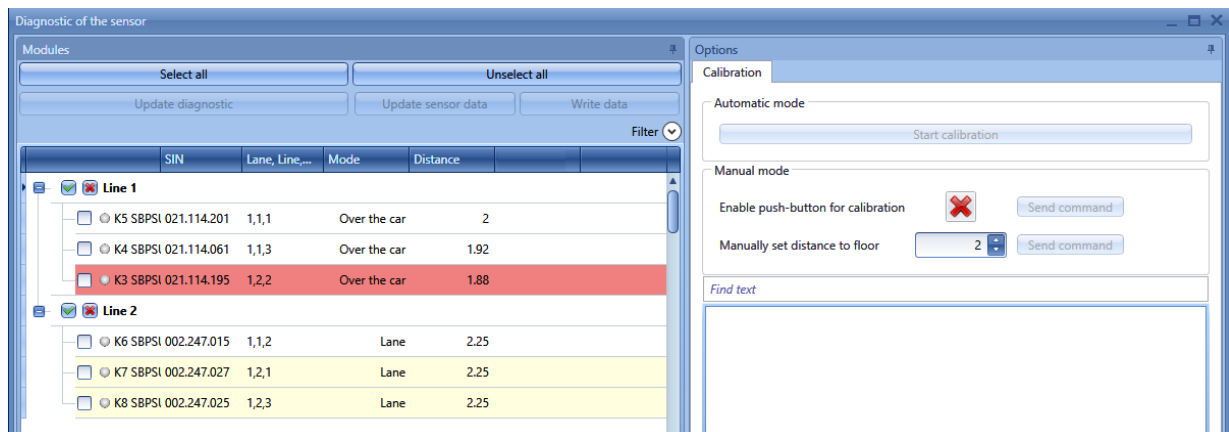 Diagnostic of the sensor
Modules
Select all Unselect all
Update diagnostic Update sensor data Write data
Filter
SIN Lane, Line,... Mode Distance
Line 1
K5 SBPSU 021.114.201 1,1,1 Over the car 2
K4 SBPSU 021.114.061 1,1,3 Over the car 1.92
K3 SBPSU 021.114.195 1,2,2 Over the car 1.88
Line 2
K6 SBPSU 002.247.015 1,1,2 Lane 2.25
K7 SBPSU 002.247.027 1,2,1 Lane 2.25
K8 SBPSU 002.247.025 1,2,3 Lane 2.25
Options
Calibration
Automatic mode
Start calibration
Manual mode
Enable push-button for calibration Send command
Manually set distance to floor 2 Send command
Find text